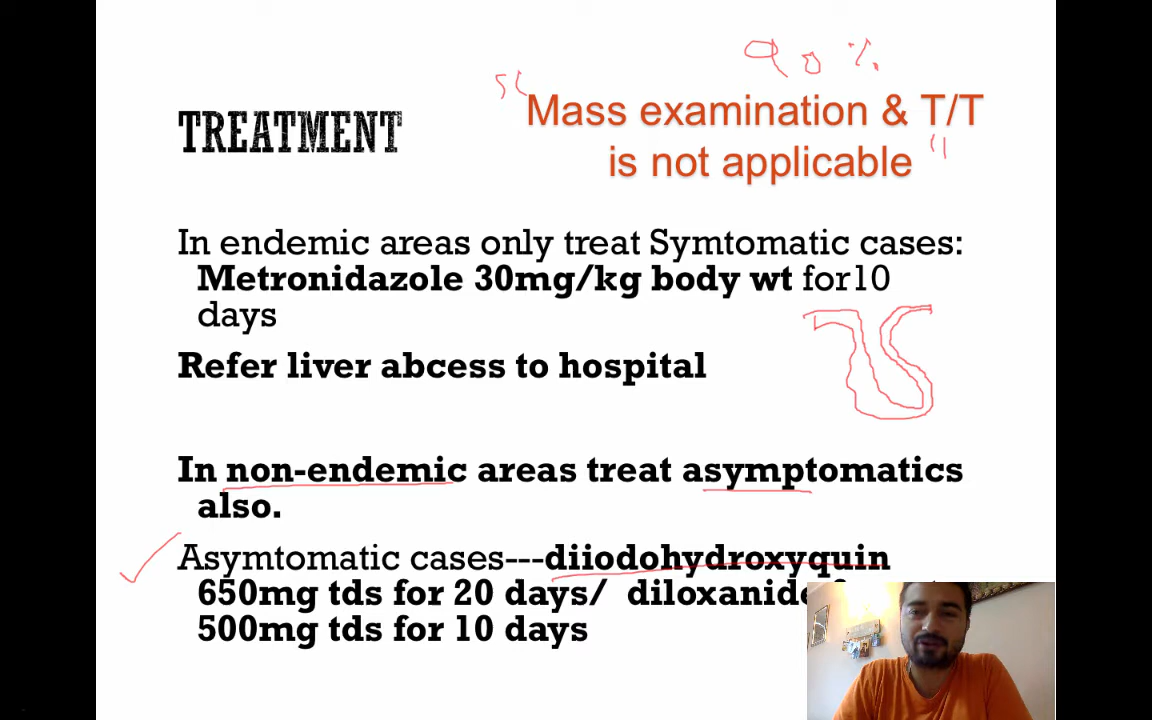 90%
TREATMENT
Mass examination & T/T
is not applicable
In endemic areas only treat Symtomatic cases:
Metronidazole 30mg/kg body wt for10
days
Refer liver abcess to hospital
In non-endemic areas treat asymptomatics
also.
Asymtomatic cases---diiodohydroxyquin
650mg tds for 20 days/ diloxanide
500mg tds for 10 days